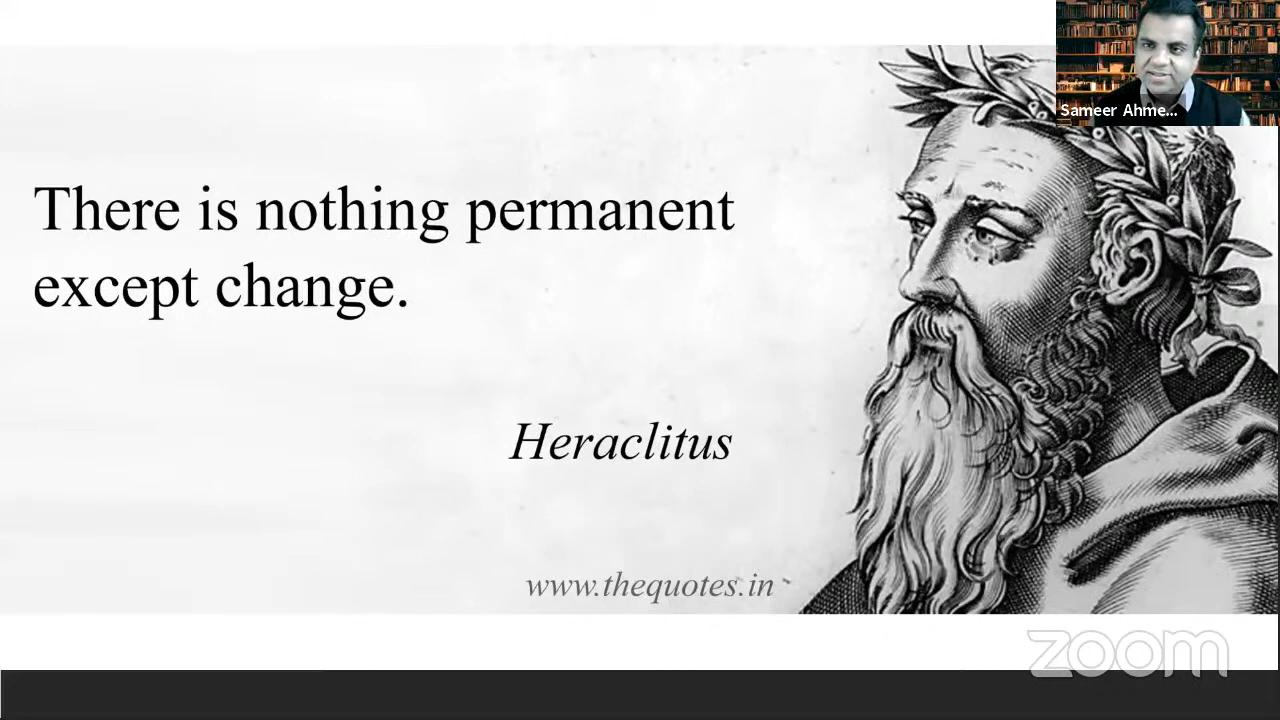 Sameer Ahme...
There is nothing permanent
except change.
Heraclitus
www.thequotes.in
zoom